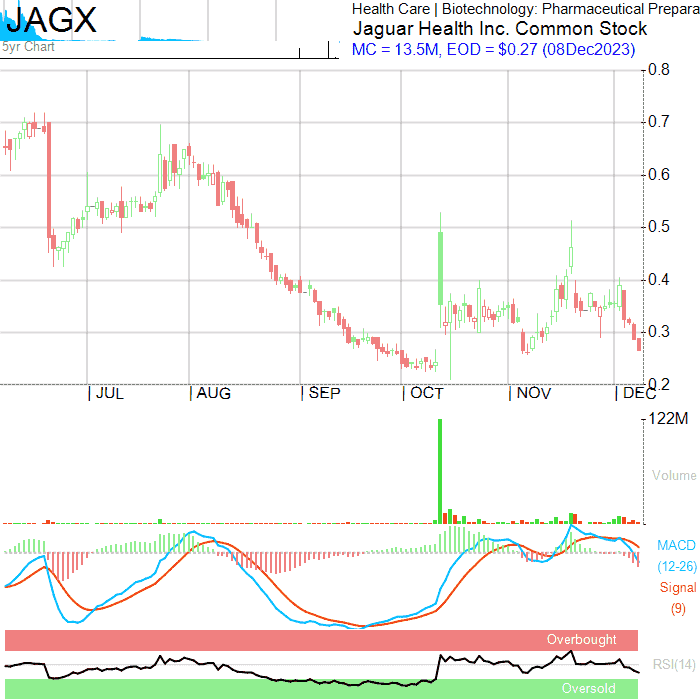 JAGX
Health Care | Biotechnology: Pharmaceutical Prepara
Jaguar Health Inc. Common Stock
5yr Chart
MC = 13.5M, EOD = $0.27 (08Dec2023)
0.8
0.7
0.6
0.5
0.4
0.3
0.2
JUL
AUG
SEP
OCT
NOV
DEC
122M
Volume
MACD
(12-26)
Signal
(9)
Overbought
RSI(14)
Oversold